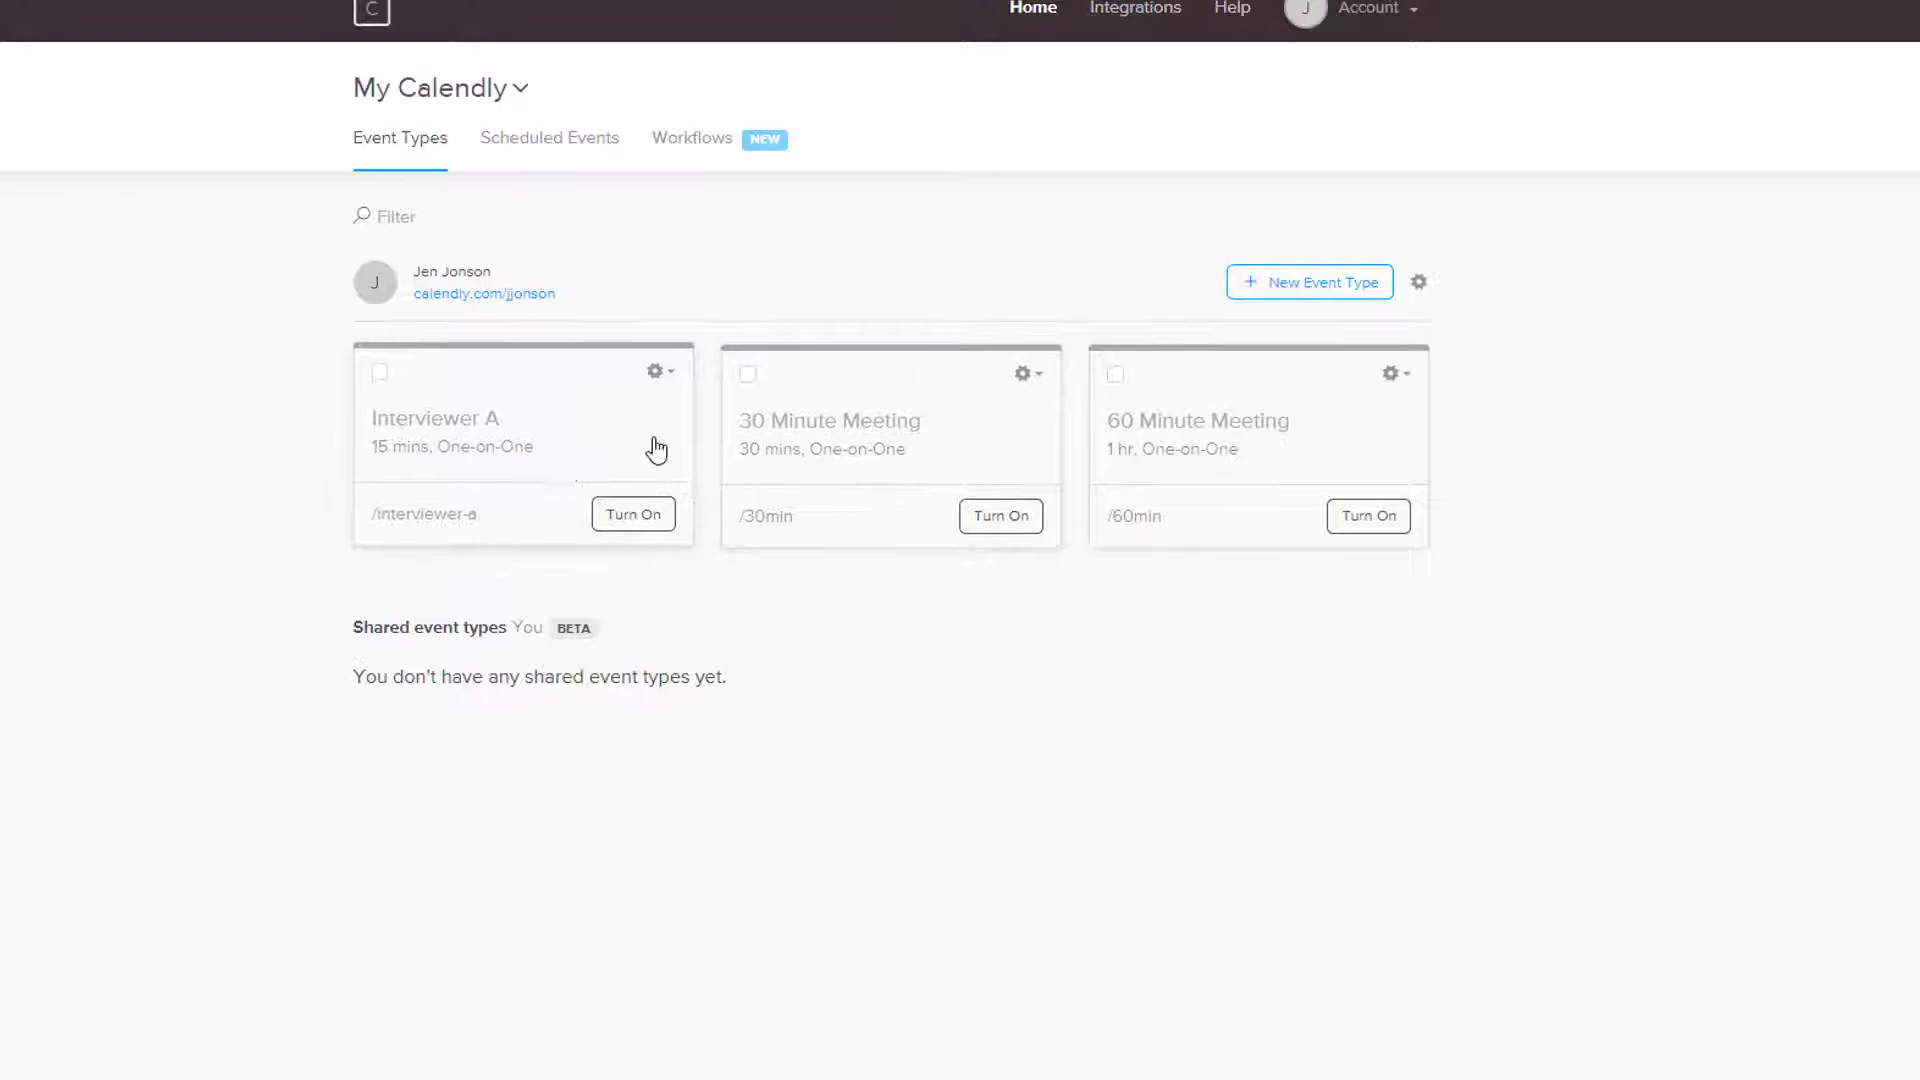 C
Home Integrations Help J Account
My Calendly
Event Types Scheduled Events Workflows NEW
Filter
J
Jen Jonson
calendly.com/jjonson
+ New Event Type
Interviewer A
15 mins, One-on-One
/interviewer-a Turn On
30 Minute Meeting
30 mins, One-on-One
/30min Turn On
60 Minute Meeting
1 hr, One-on-One
/60min Turn On
Shared event types You BETA
You don't have any shared event types yet.